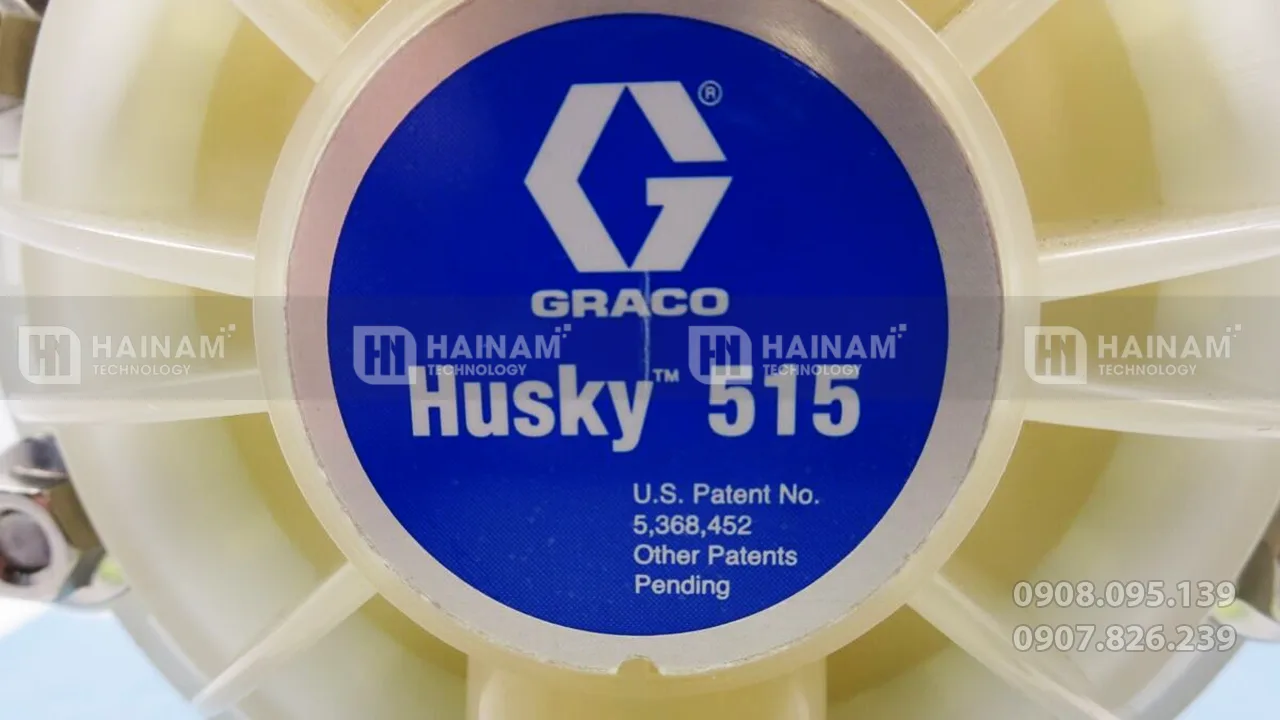 ®
GRACO
HAINAM TECHNOLOGY
HAINAM TECHNOLOGY
HAINAM TECHNOLOGY
HAINAM TECHNOLOGY
Husky™ 515
U.S. Patent No.
5,368,452
Other Patents
Pending
0908.095.139
0907.826.239